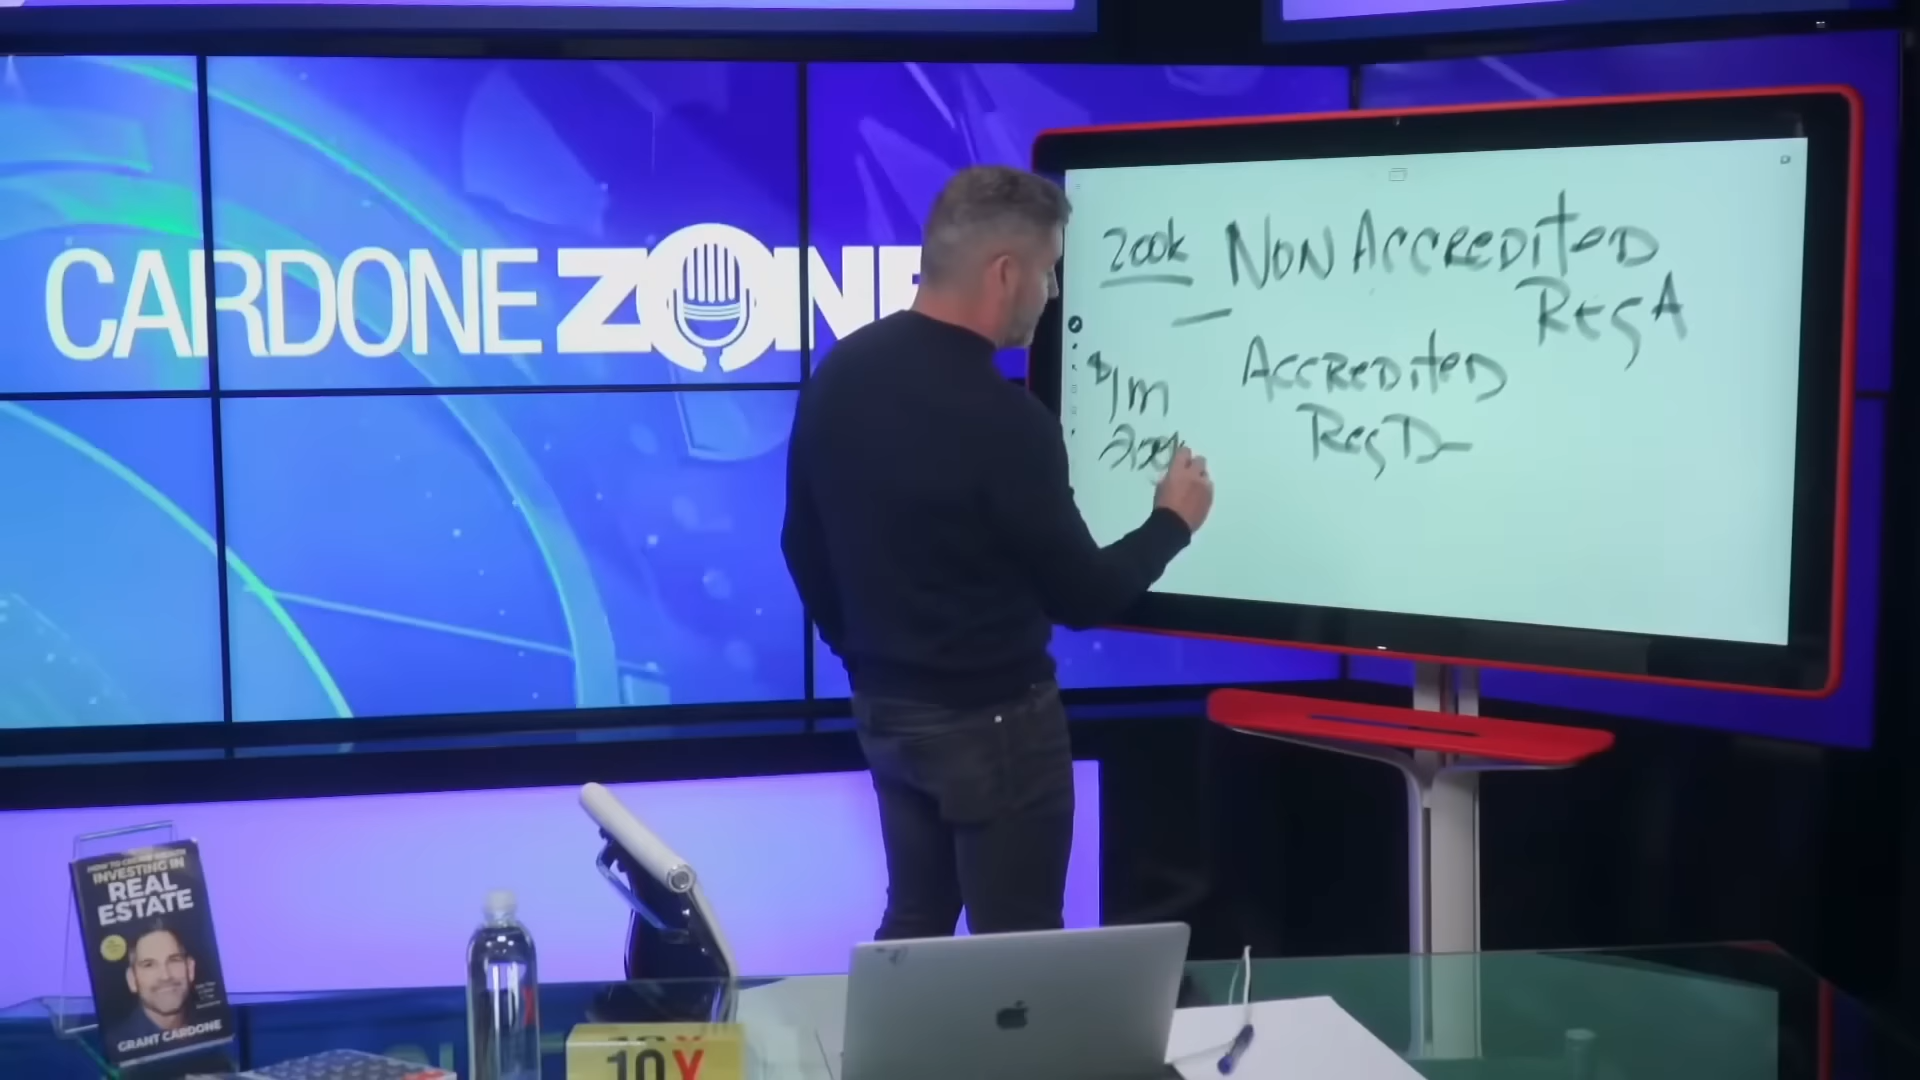 CARDONE ZONE
200k - NON ACCREDITED
Reg A
ACCREDITED
Reg D
$1m
200k
HOW TO CREATE WEALTH
INVESTING IN
REAL
ESTATE
GRANT CARDONE
10X